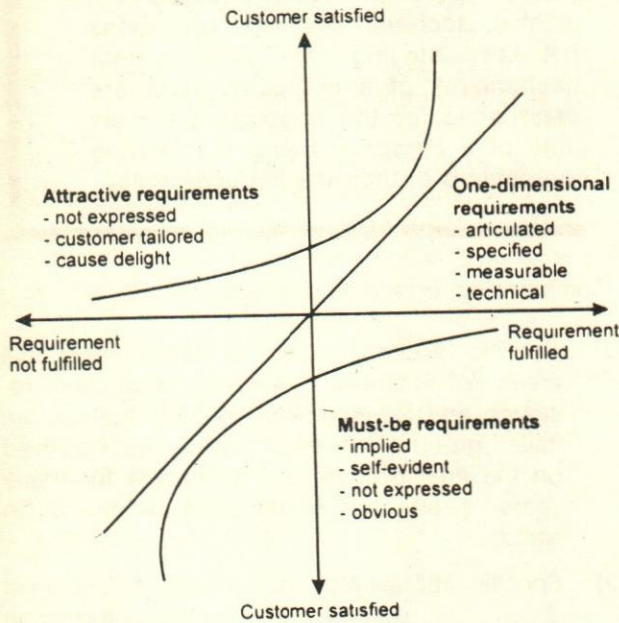 Customer satisfied
Attractive requirements
- not expressed
- customer tailored
- cause delight
One-dimensional
requirements
- articulated
- specified
- measurable
- technical
Requirement
not fulfilled
Requirement
fulfilled
Must-be requirements
- implied
- self-evident
- not expressed
- obvious
Customer satisfied